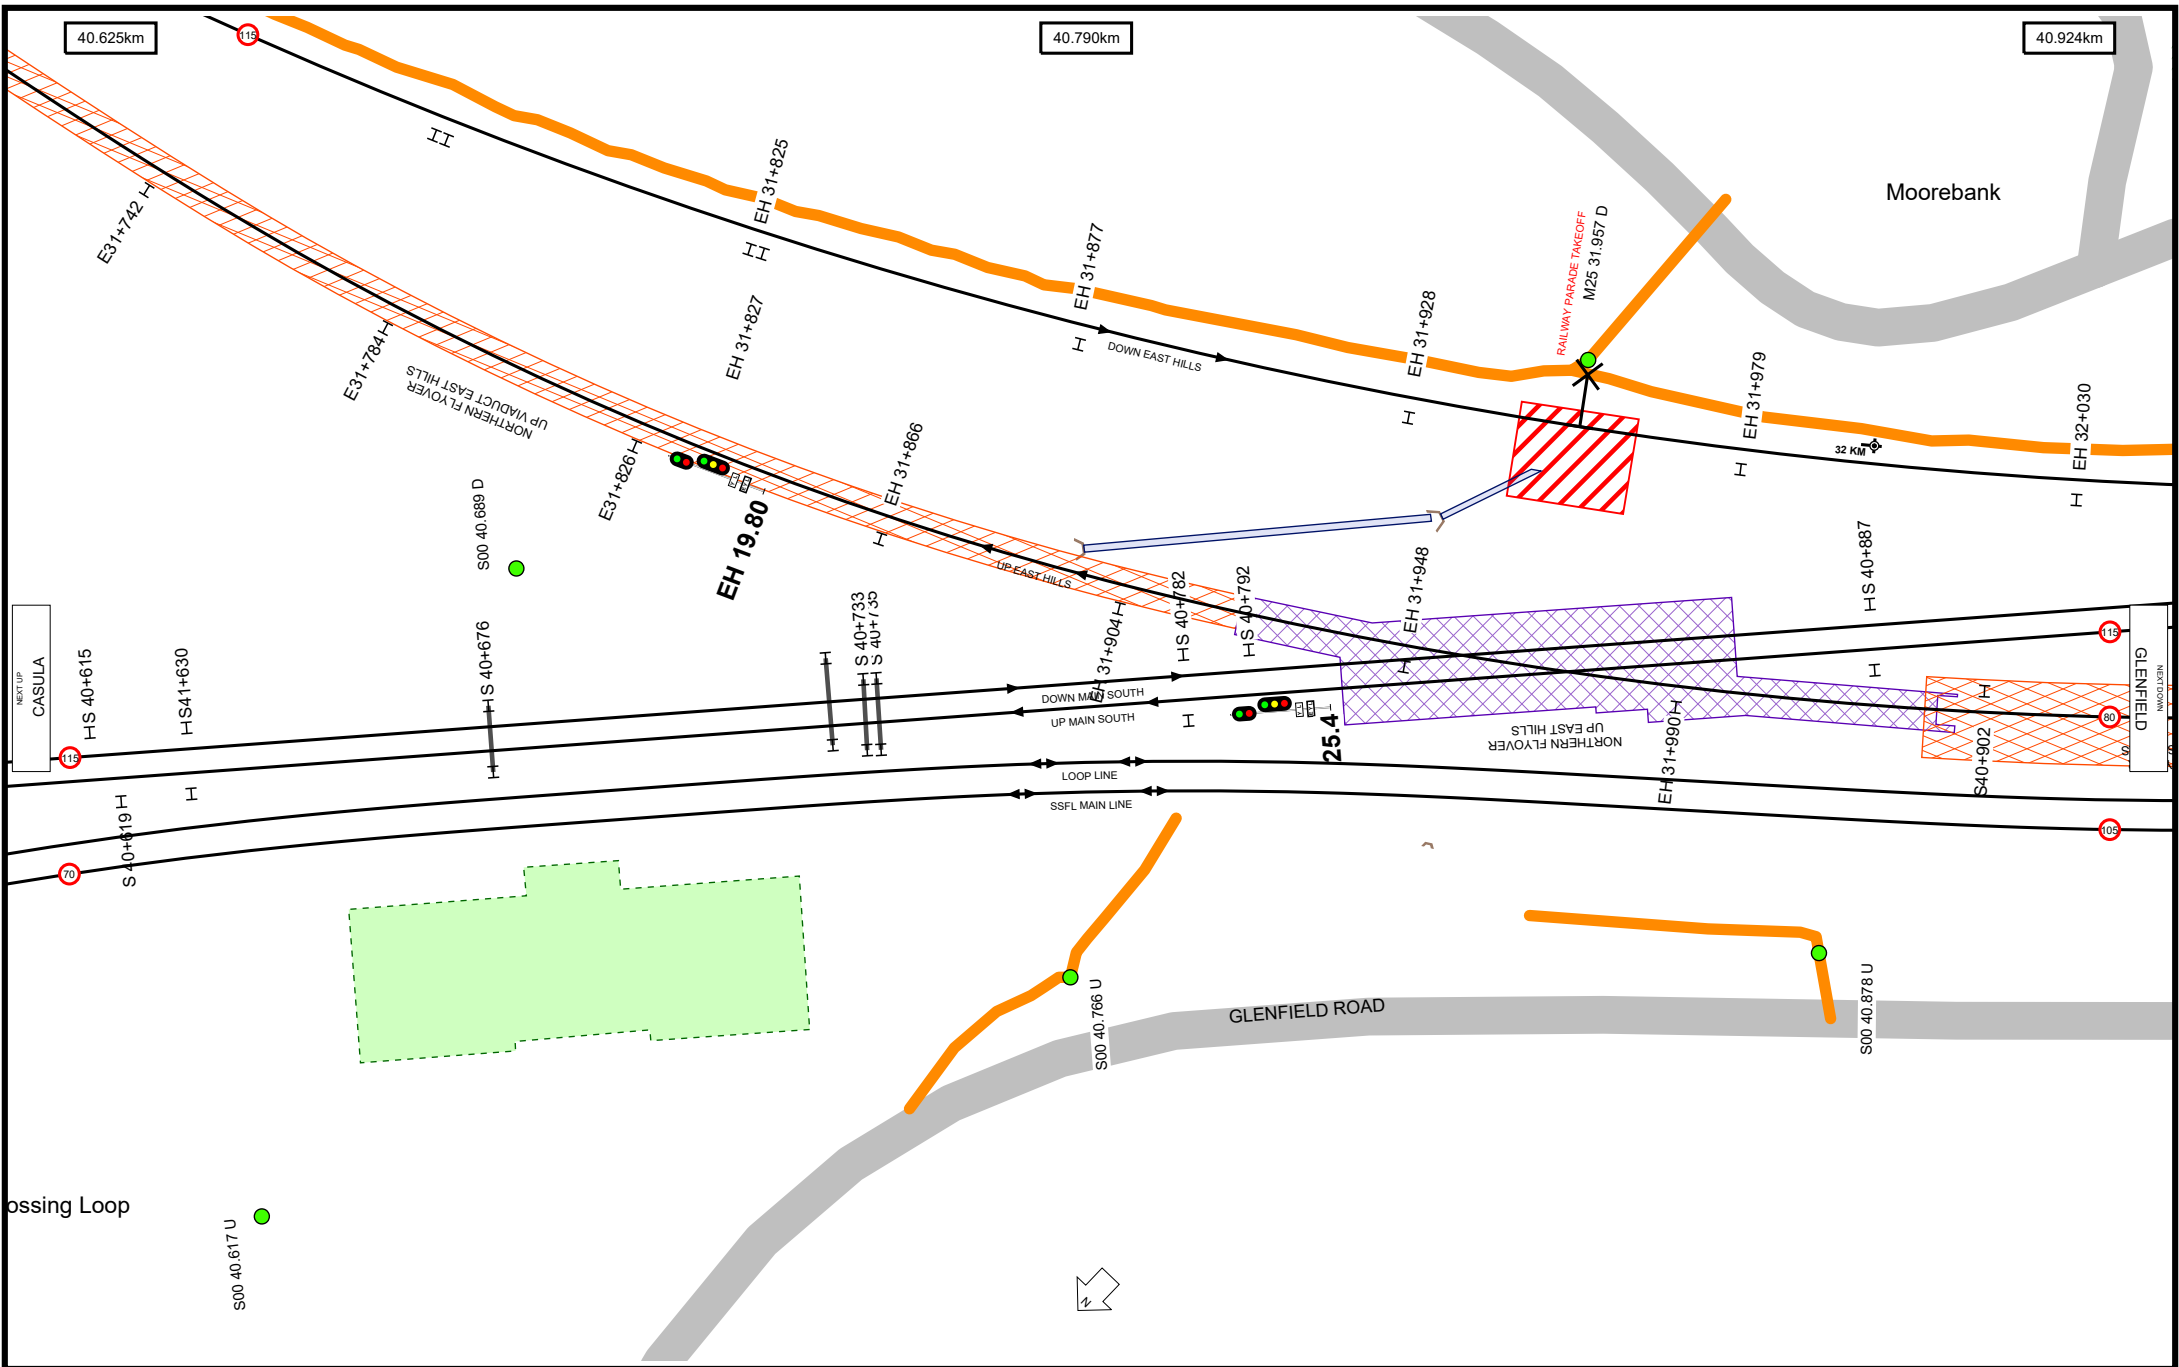 40.625km
40.790km
40.924km
115
EH 31+825
Moorebank
E31+742
EH 31+877
RAILWAY PARADE TAKEOFF
M25 31.957 D
EH 31+827
EH 31+928
DOWN EAST HILLS
E31+784
NORTHERN FLYOVER
UP VIADUCT EAST HILLS
EH 31+979
EH 32+030
32 KM
EH 31+866
E31+826
S00 40.689 D
EH 19.80
UP EAST HILLS
S 40+782
S 40+792
EH 31+948
S 40+887
S 40+733
S 40+735
NEXT UP
CASULA
S 40+615
S41+630
S 40+676
EH 31+904
115
GLENFIELD
NEXT DOWN
DOWN MAIN SOUTH
UP MAIN SOUTH
25.4
NORTHERN FLYOVER
UP EAST HILLS
EH 31+990
80
S40+902
115
LOOP LINE
SSFL MAIN LINE
S 40+619
70
105
S00 40.766 U
GLENFIELD ROAD
S00 40.878 U
ossing Loop
S00 40.617 U
N